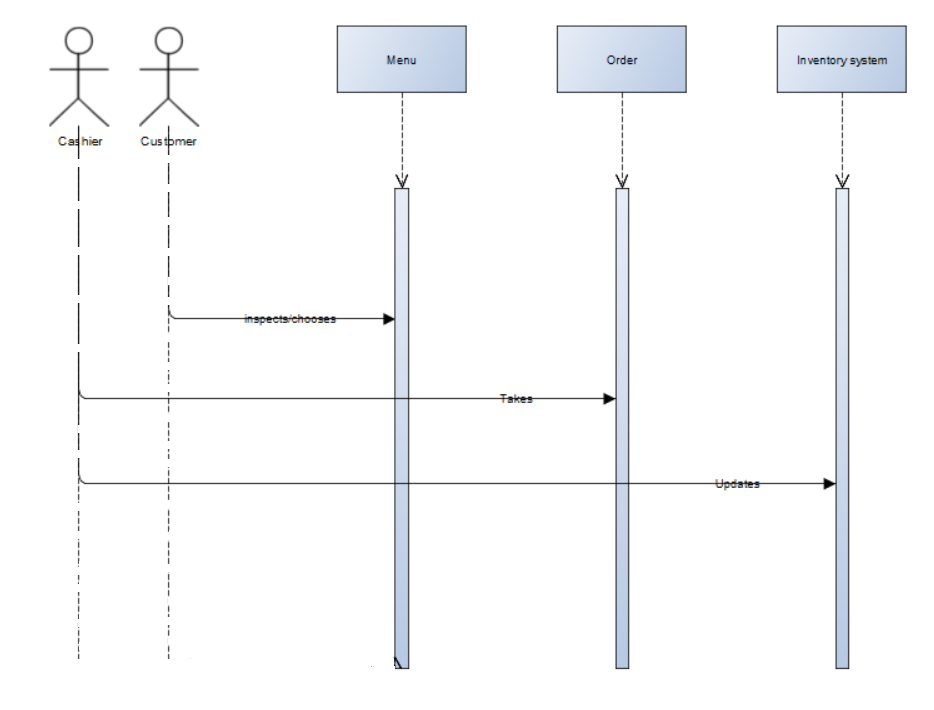 Menu
Order
Inventory system
Cashier
Customer
inspects/chooses
Takes
Updates